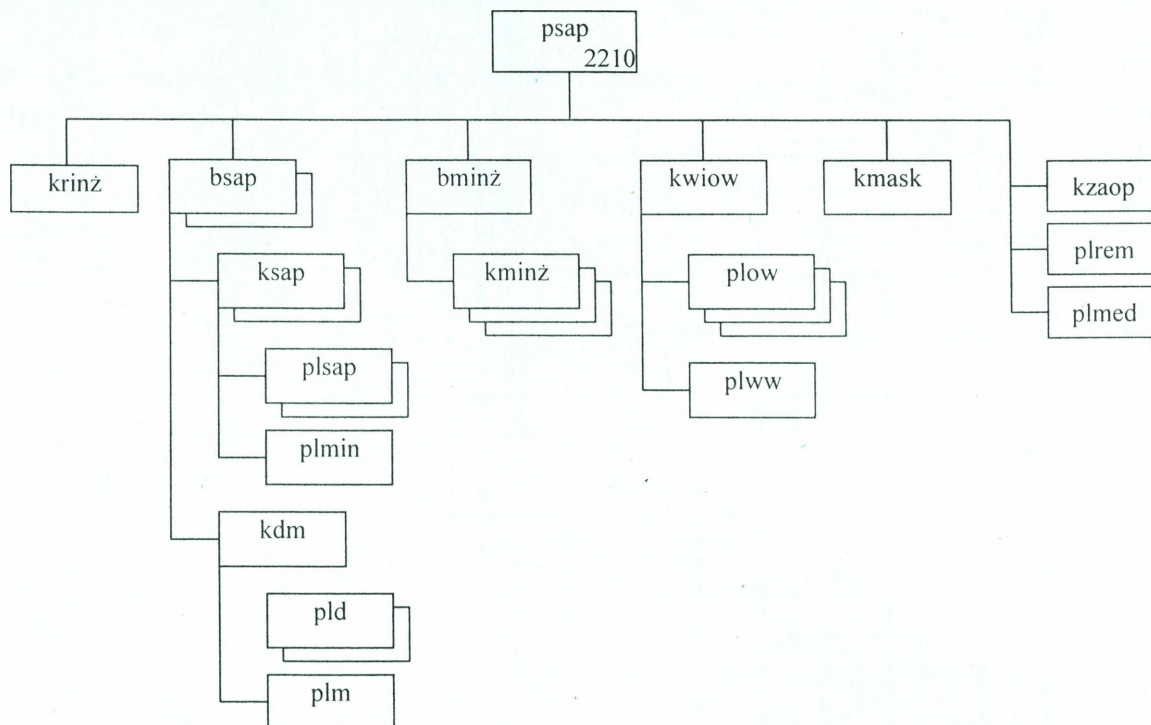 psap
2210
krinż
bsap
bminż
kwiow
kmask
kzaop
plrem
plmed
ksap
kminż
plow
plsap
plww
plmin
kdm
pld
plm